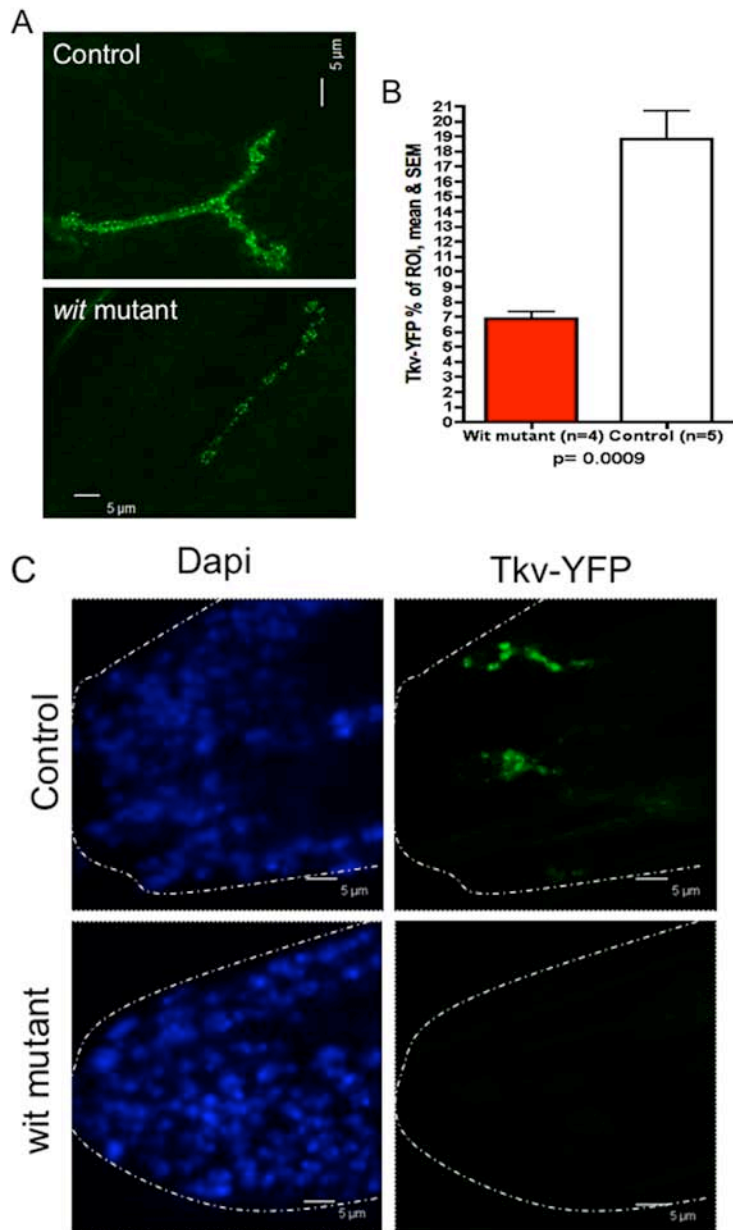 A
Control
5 µm
wit mutant
5 µm
B
Tkv-YFP % of ROI, mean & SEM
21
20
19
18
17
16
15
14
13
12
11
10
9
8
7
6
5
4
3
2
1
0
Wit mutant (n=4) Control (n=5)
p= 0.0009
C
Dapi
Tkv-YFP
Control
5 µm
5 µm
wit mutant
5 µm
5 µm